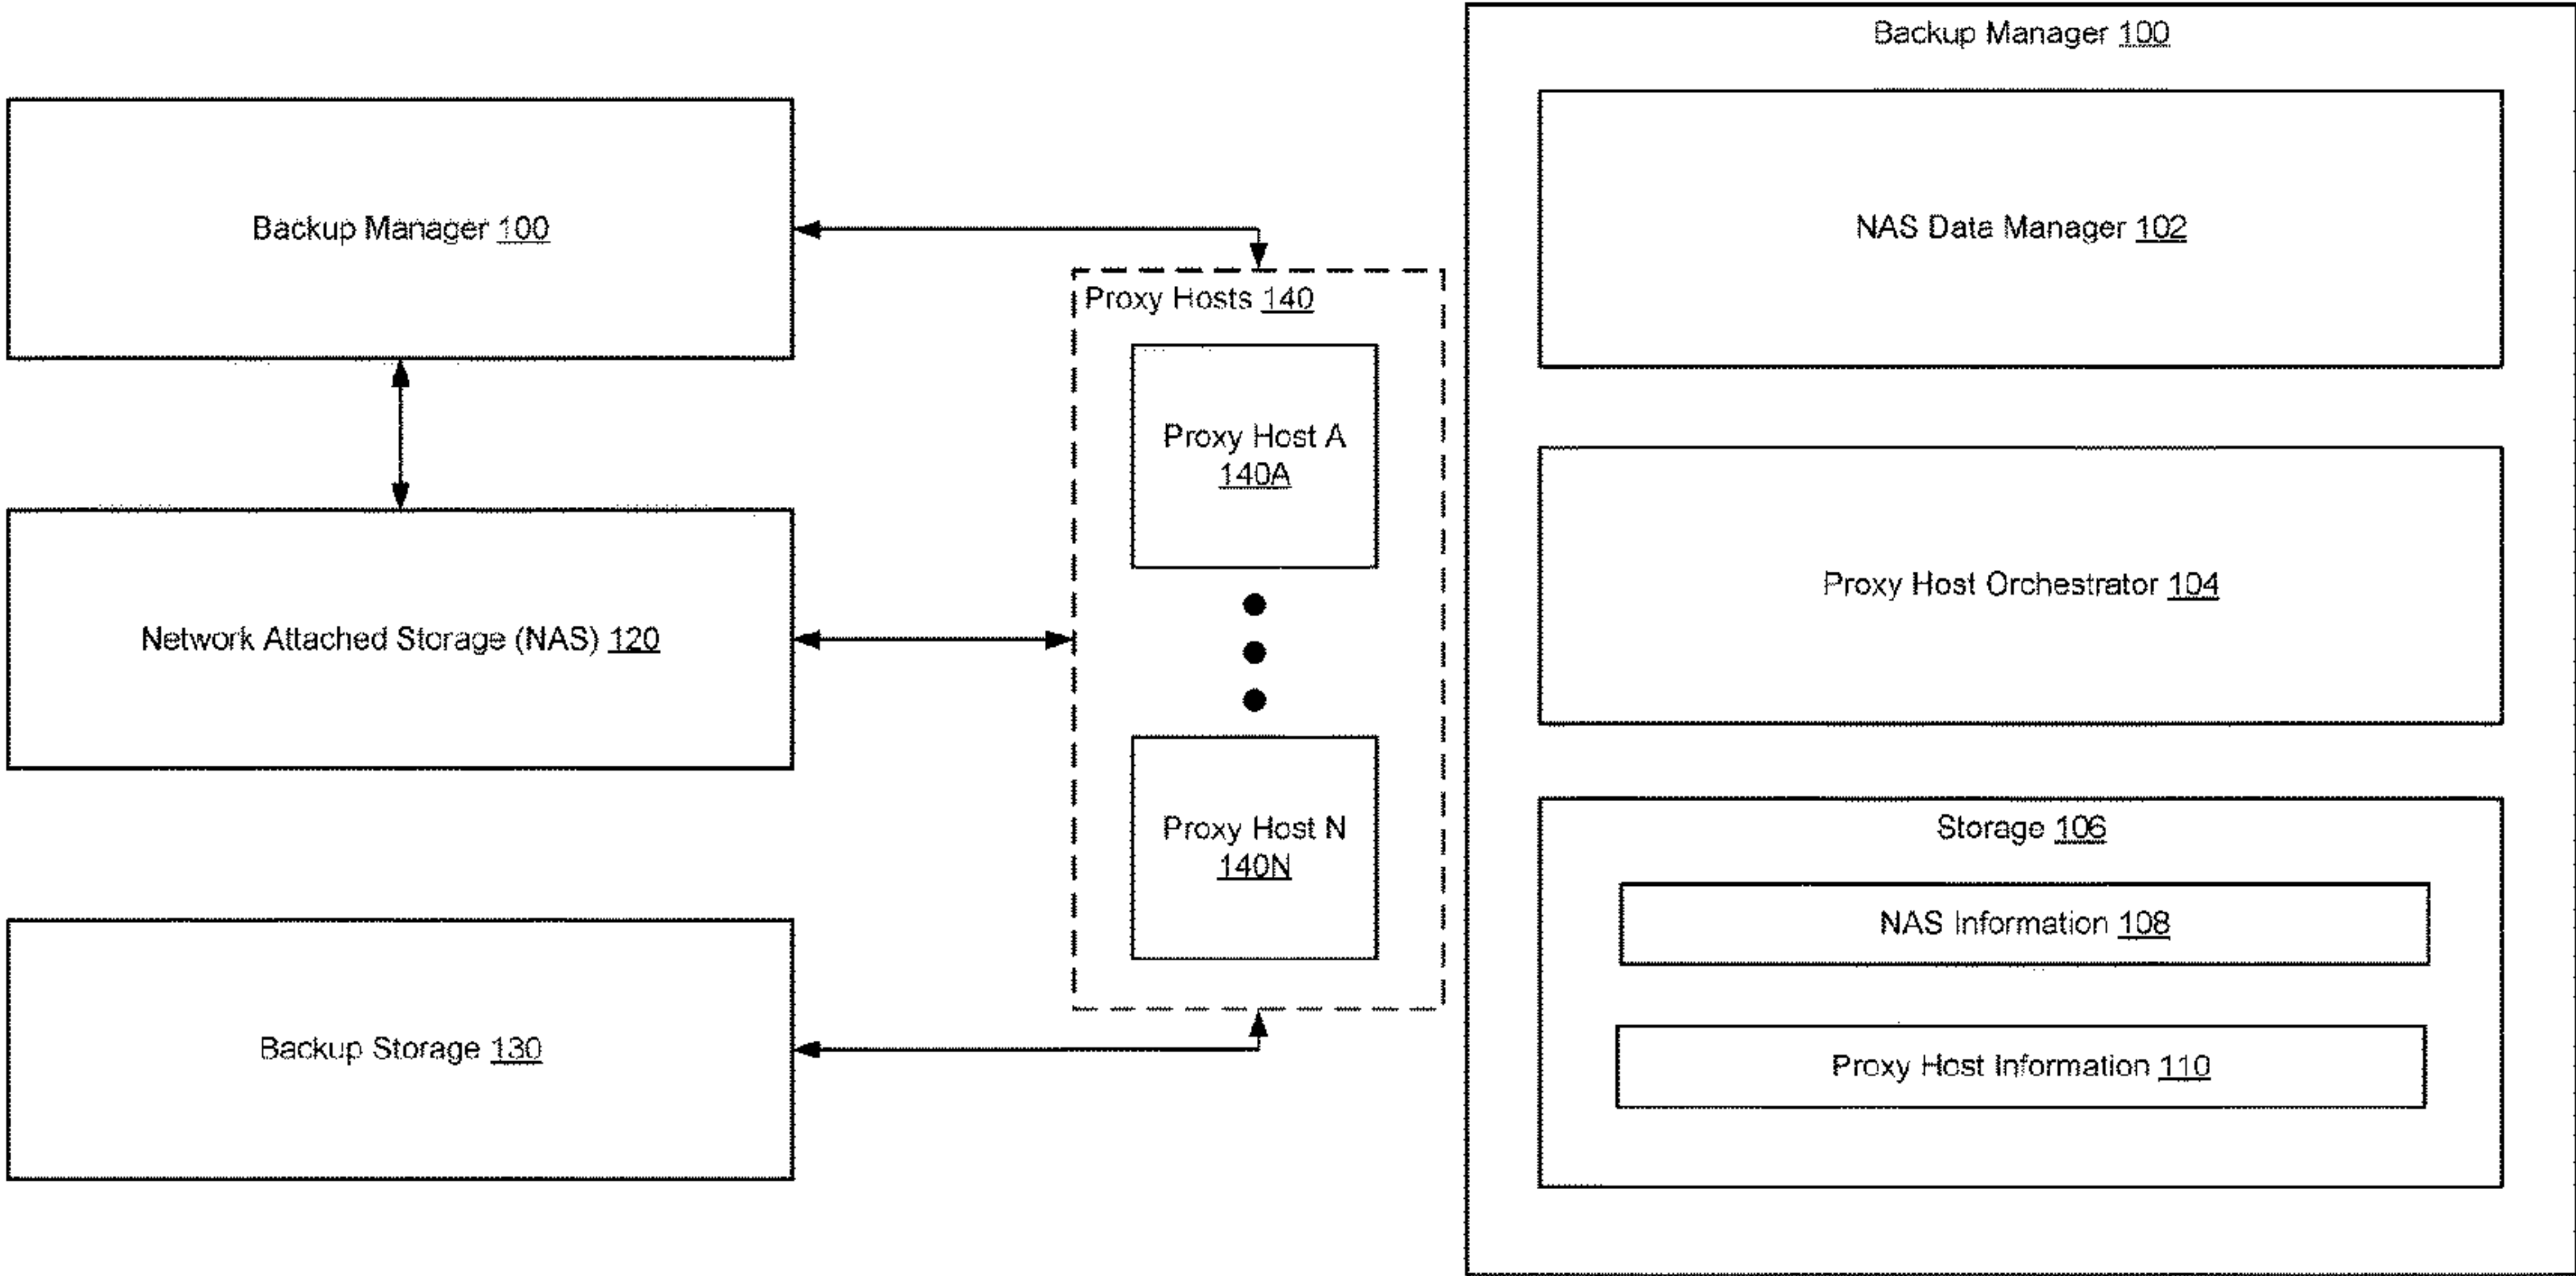 Backup Manager 100
Proxy Hosts 140
Proxy Host A
140A
Network Attached Storage (NAS) 120
Proxy Host N
140N
Backup Storage 130
Backup Manager 100
NAS Data Manager 102
Proxy Host Orchestrator 104
Storage 106
NAS Information 108
Proxy Host Information 110